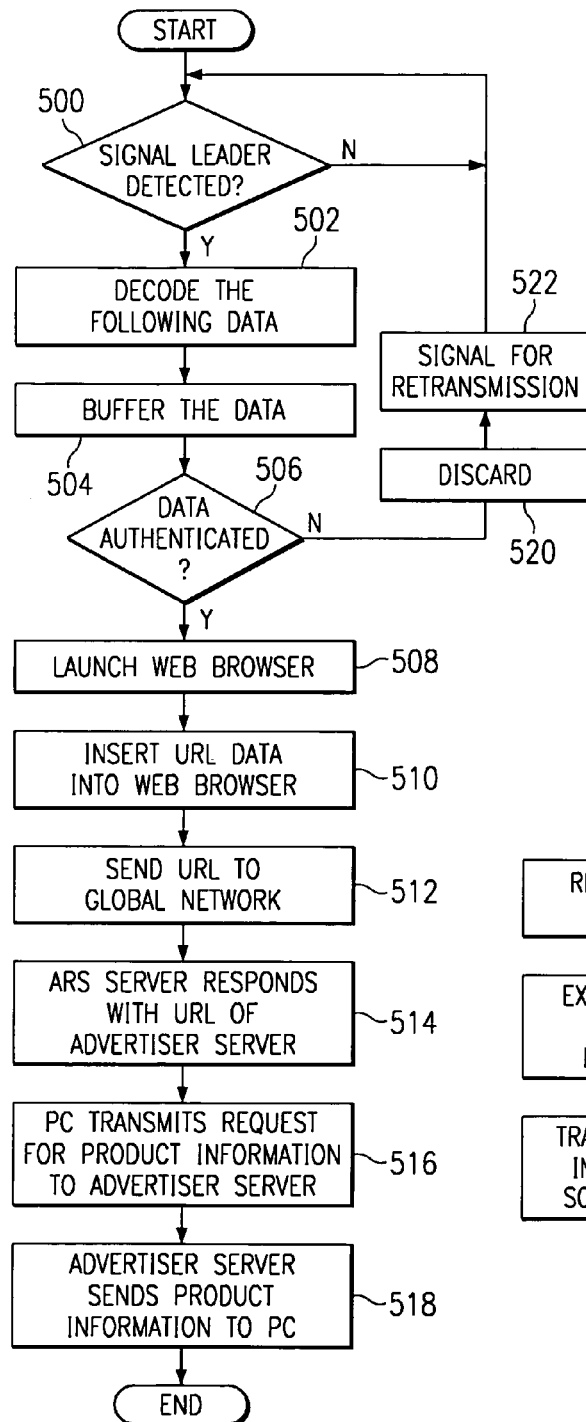 START
500
SIGNAL LEADER
DETECTED?
N
Y
502
DECODE THE
FOLLOWING DATA
522
SIGNAL FOR
RETRANSMISSION
BUFFER THE DATA
504
506
DISCARD
520
DATA
AUTHENTICATED
?
N
Y
LAUNCH WEB BROWSER
508
INSERT URL DATA
INTO WEB BROWSER
510
SEND URL TO
GLOBAL NETWORK
512
ARS SERVER RESPONDS
WITH URL OF
ADVERTISER SERVER
514
PC TRANSMITS REQUEST
FOR PRODUCT INFORMATION
TO ADVERTISER SERVER
516
ADVERTISER SERVER
SENDS PRODUCT
INFORMATION TO PC
518
END